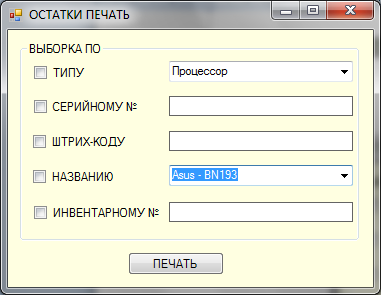 ОСТАТКИ ПЕЧАТЬ
ВЫБОРКА ПО
ТИПУ Процессор
СЕРИЙНОМУ №
ШТРИХ-КОДУ
НАЗВАНИЮ Asus - BN193
ИНВЕНТАРНОМУ №
ПЕЧАТЬ